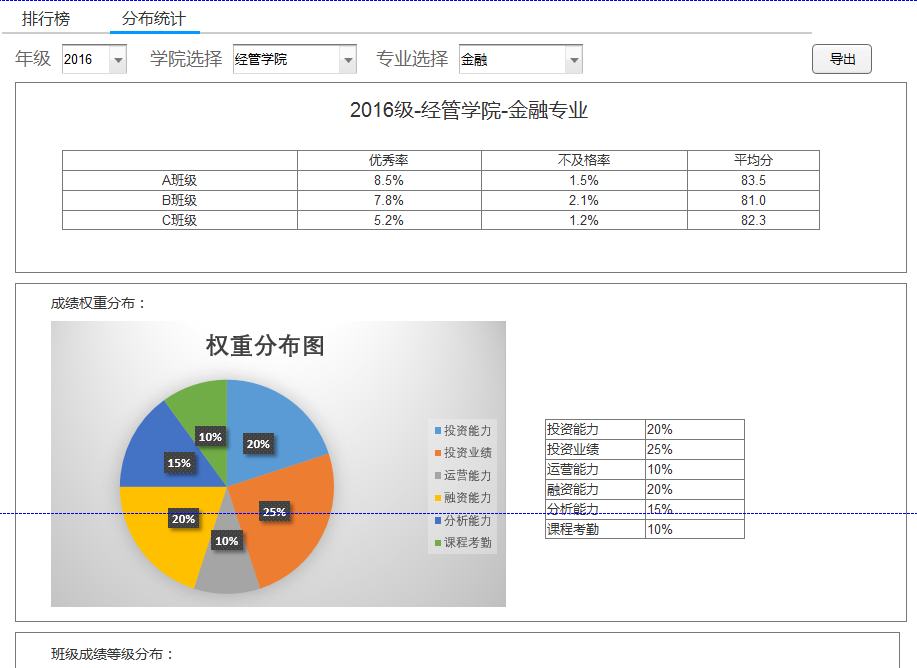 排行榜 分布统计
年级 2016 学院选择 经管学院 专业选择 金融 导出
2016级-经管学院-金融专业
优秀率 不及格率 平均分
A班级 8.5% 1.5% 83.5
B班级 7.8% 2.1% 81.0
C班级 5.2% 1.2% 82.3
成绩权重分布：
权重分布图
10% 20%
15%
25%
20%
10%
投资能力
投资业绩
运营能力
融资能力
分析能力
课程考勤
投资能力 20%
投资业绩 25%
运营能力 10%
融资能力 20%
分析能力 15%
课程考勤 10%
班级成绩等级分布：